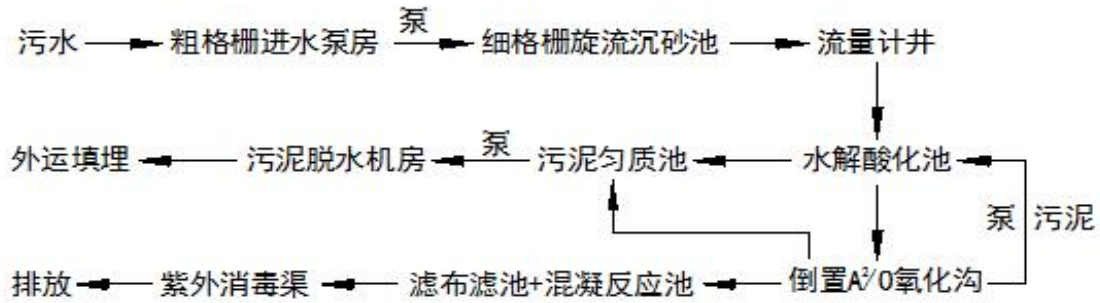 污水 粗格栅进水泵房 泵 细格栅旋流沉砂池 流量计井
外运填埋 污泥脱水机房 泵 污泥匀质池 水解酸化池
泵 污泥
排放 紫外消毒渠 滤布滤池+混凝反应池 倒置A²/O氧化沟